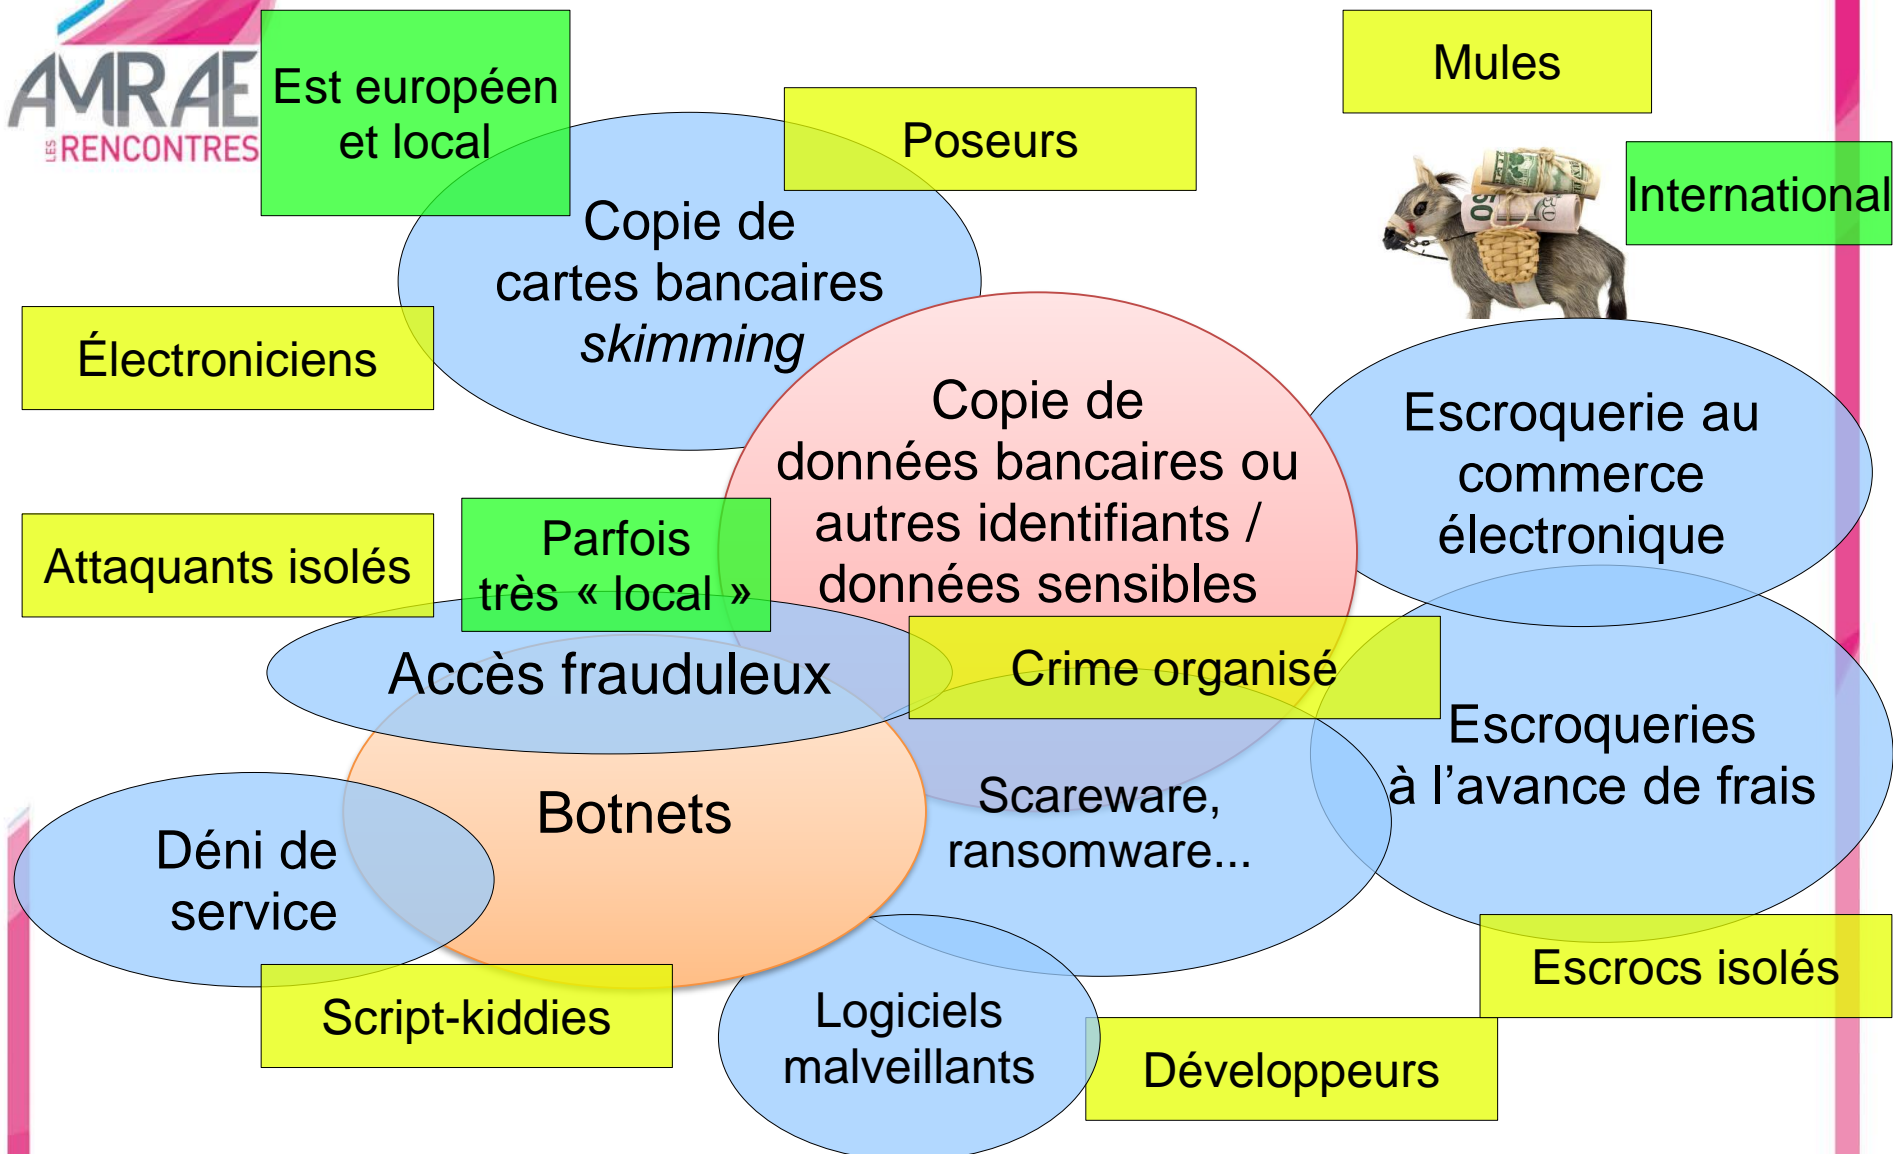 AMRAE
LES RENCONTRES
Est européen
et local
Poseurs
Mules
International
Copie de
cartes bancaires
skimming
Électroniciens
Copie de
données bancaires ou
autres identifiants /
données sensibles
Escroquerie au
commerce
électronique
Attaquants isolés
Parfois
très « local »
Accès frauduleux
Crime organisé
Escroqueries
à l’avance de frais
Botnets
Scareware,
ransomware...
Déni de
service
Script-kiddies
Logiciels
malveillants
Développeurs
Escrocs isolés
50